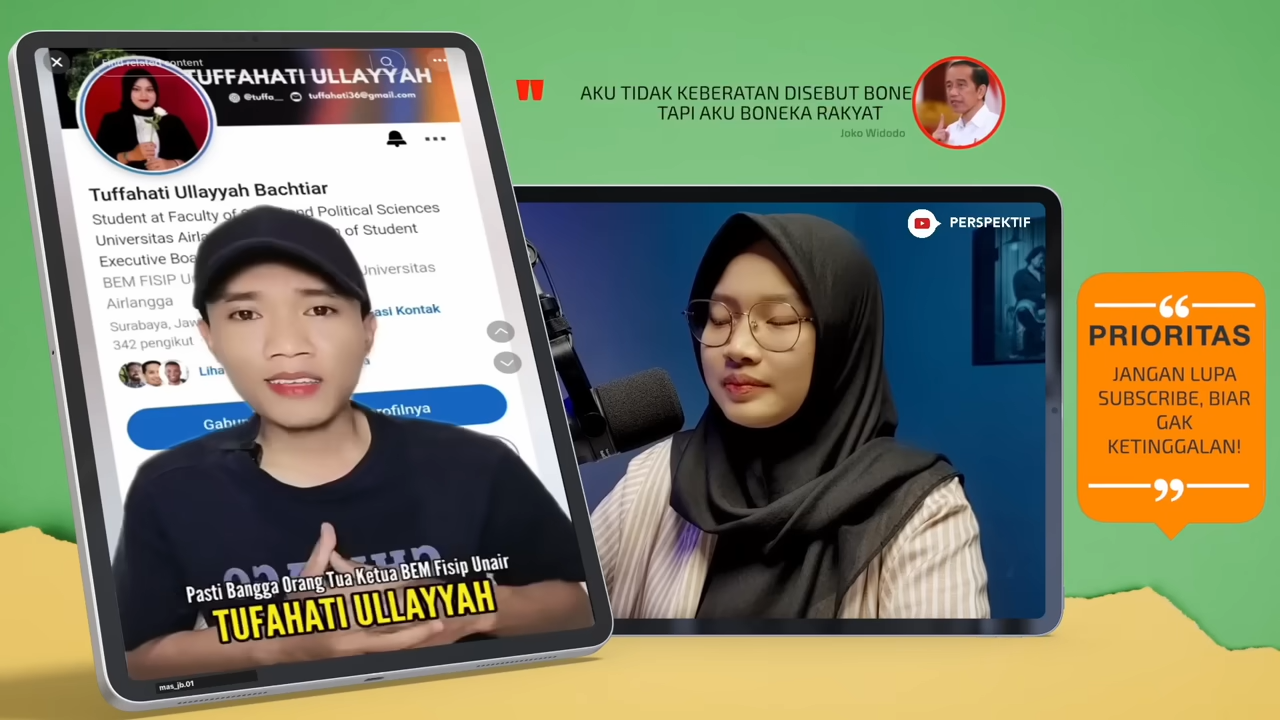 Find related content
TUFFAHATI ULLAYYAH
@tuffa__ tuffahati36@gmail.com
Tuffahati Ullayyah Bachtiar
Student at Faculty of and Political Sciences
Universitas Airla of Student
Executive Boa
BEM FISIP Un Universitas
Airlangga
asi Kontak
Surabaya, Jaw
342 pengikut
Liha
Gabun rofilnya
Pasti Bangga Orang Tua Ketua BEM Fisip Unair
TUFAHATI ULLAYYAH
mas_jb.01
AKU TIDAK KEBERATAN DISEBUT BONE
TAPI AKU BONEKA RAKYAT
Joko Widodo
PERSPEKTIF
PRIORITAS
JANGAN LUPA
SUBSCRIBE, BIAR
GAK
KETINGGALAN!